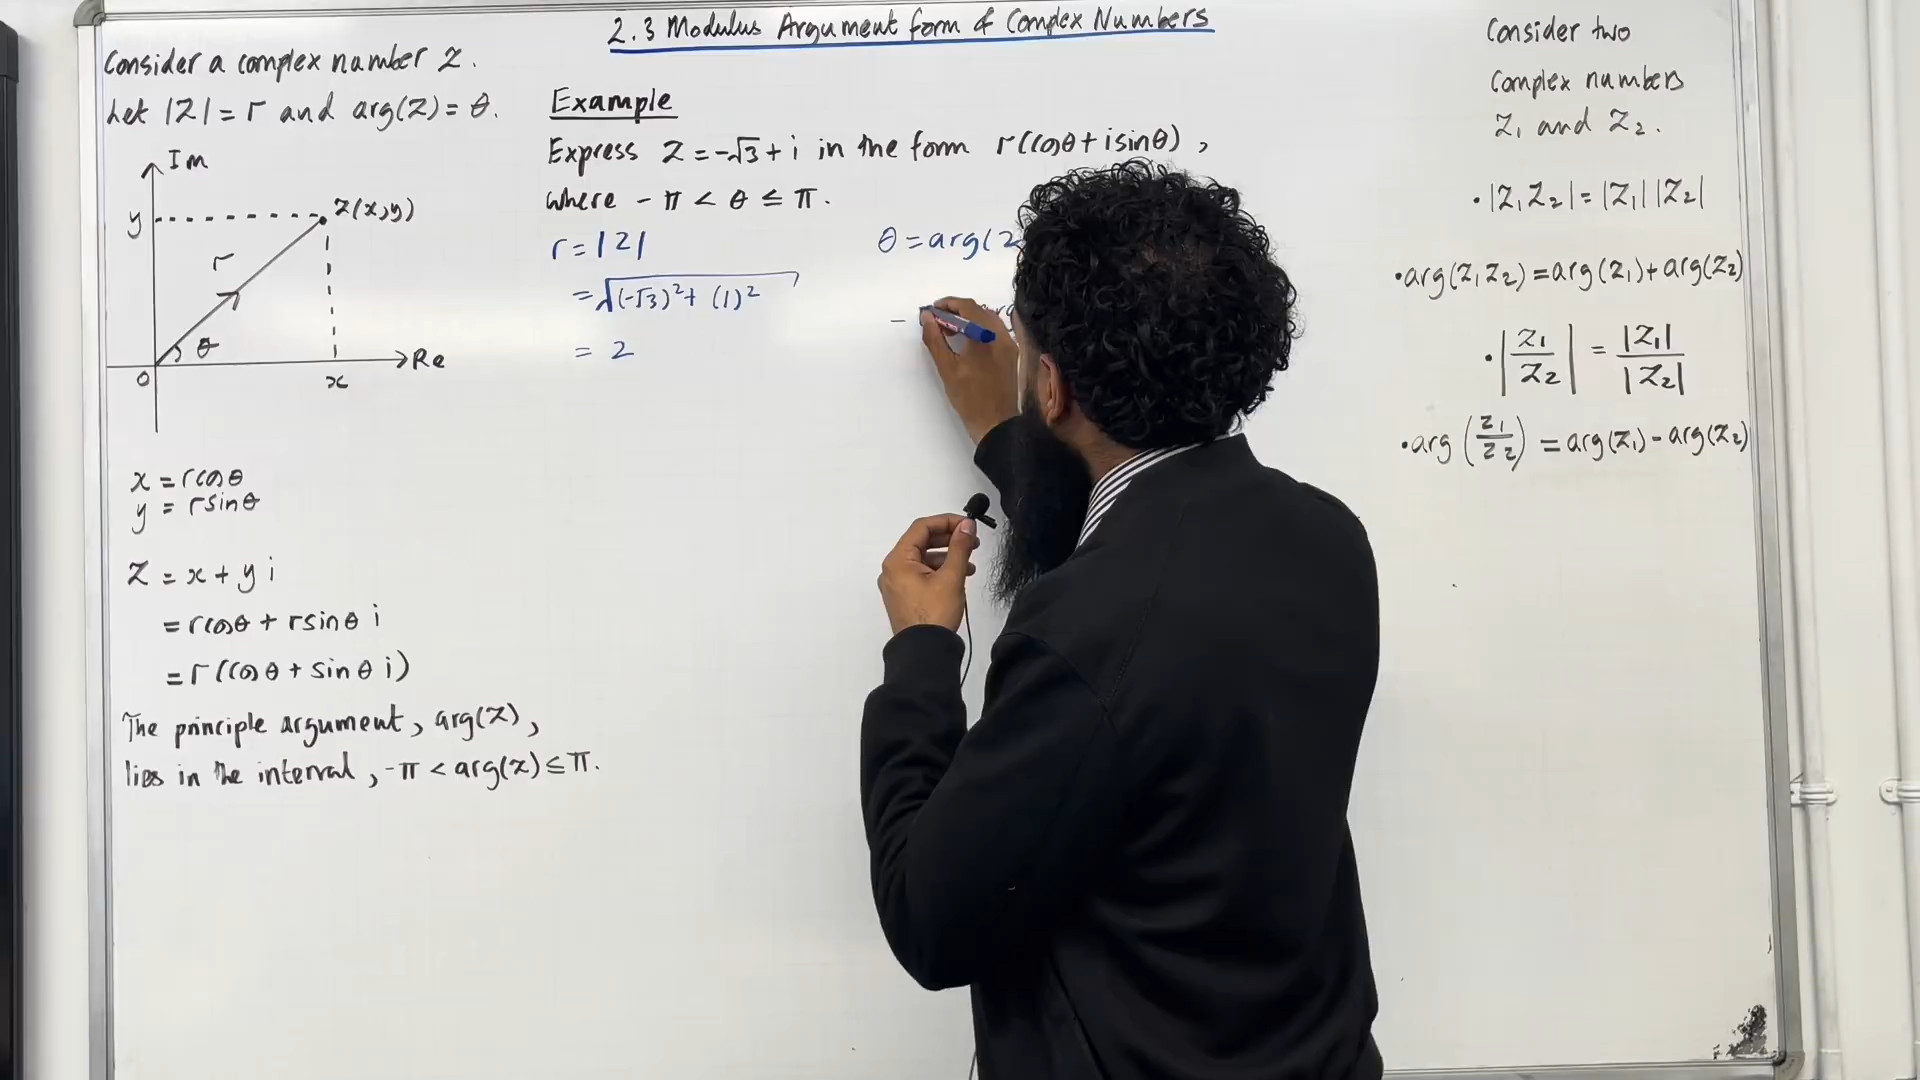 2.3 Modulus Argument form of Complex Numbers
Consider a complex number Z.
Let |Z| = r and arg(Z) = θ.
Im
y
Z(x,y)
r
θ
0
x
Re
x = rcosθ
y = rsinθ
Z = x + y i
= rcosθ + rsinθ i
= r(cosθ + sinθ i)
The principle argument, arg(Z),
lies in the interval, -π < arg(z) ≤ π.
Example
Express Z = -√3 + i in the form r(cosθ + isinθ),
where -π < θ ≤ π.
r = |Z|
= √(-√3)² + (1)²
= 2
θ = arg(Z
Consider two
Complex numbers
Z₁ and Z₂.
• |Z₁Z₂| = |Z₁| |Z₂|
• arg(Z₁Z₂) = arg(Z₁) + arg(Z₂)
• |Z₁/Z₂| = |Z₁|/|Z₂|
• arg(Z₁/Z₂) = arg(Z₁) - arg(Z₂)